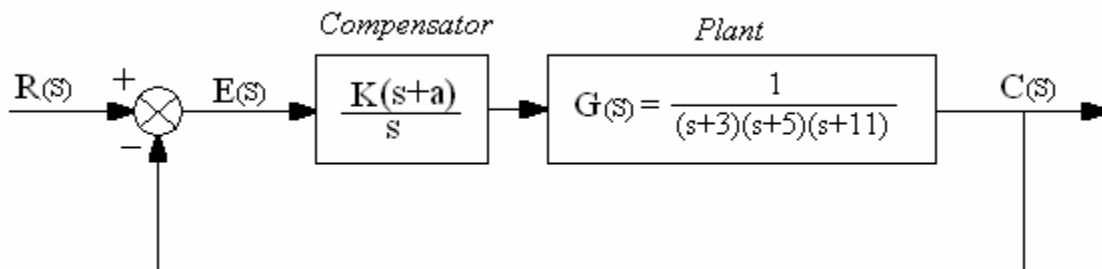 Compensator
Plant
R(S)
+
−
E(S)
K(s+a)
s
G(S) =
1
(s+3)(s+5)(s+11)
C(S)